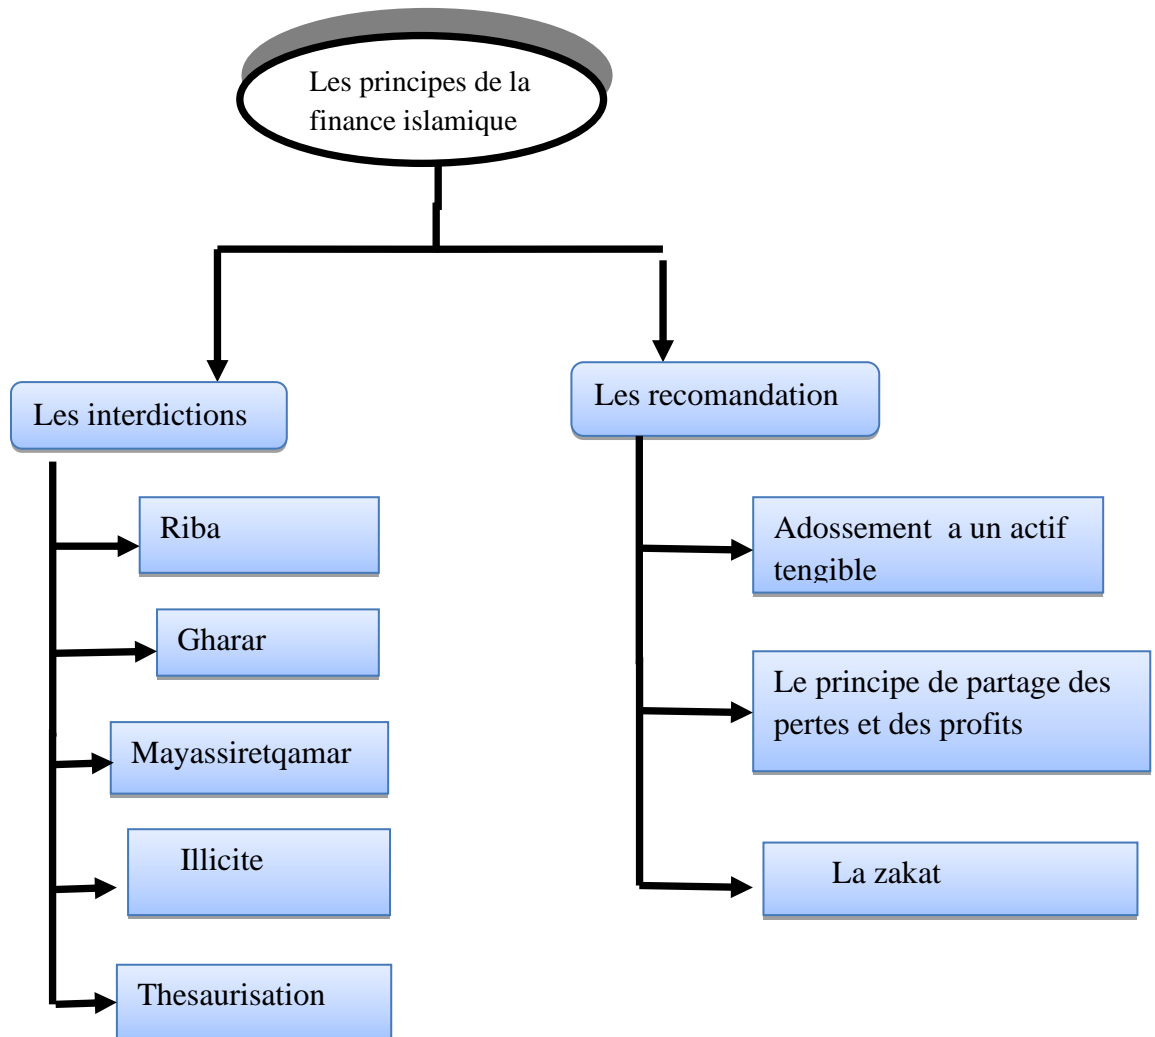 Les principes de la
finance islamique
Les interdictions
Riba
Gharar
Mayassiretqamar
Illicite
Thesaurisation
Les recomandation
Adossement a un actif
tengible
Le principe de partage des
pertes et des profits
La zakat